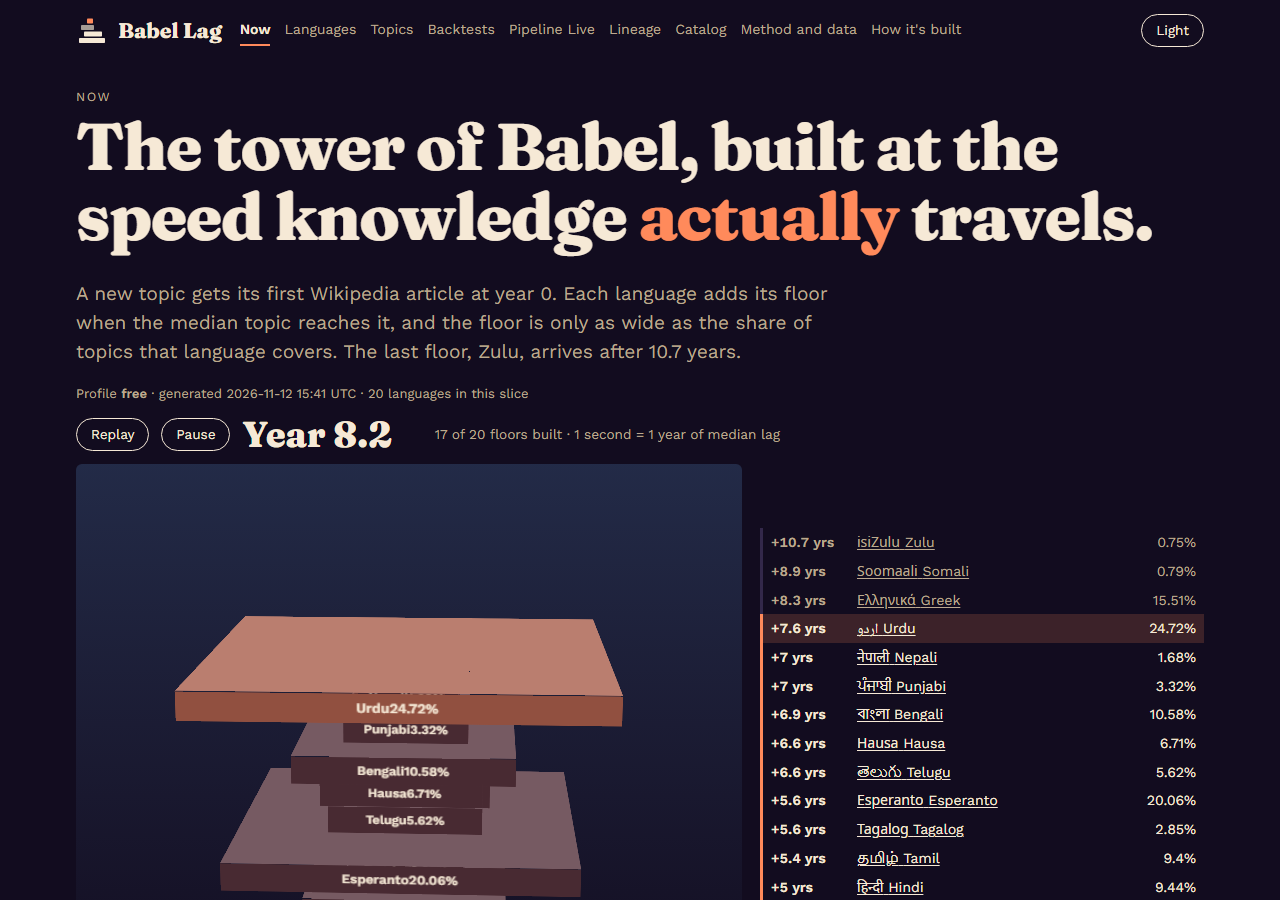 Babel Lag Now Languages Topics Backtests Pipeline Live Lineage Catalog Method and data How it's built Light
NOW
The tower of Babel, built at the
speed knowledge actually travels.
A new topic gets its first Wikipedia article at year 0. Each language adds its floor
when the median topic reaches it, and the floor is only as wide as the share of
topics that language covers. The last floor, Zulu, arrives after 10.7 years.
Profile free · generated 2026-11-12 15:41 UTC · 20 languages in this slice
Replay Pause Year 8.2 17 of 20 floors built · 1 second = 1 year of median lag
Urdu24.72%
Punjabi3.32%
Bengali10.58%
Hausa6.71%
Telugu5.62%
Esperanto20.06%
+10.7 yrs isiZulu Zulu 0.75%
+8.9 yrs Soomaali Somali 0.79%
+8.3 yrs Ελληνικά Greek 15.51%
+7.6 yrs اردو Urdu 24.72%
+7 yrs नेपाली Nepali 1.68%
+7 yrs ਪੰਜਾਬੀ Punjabi 3.32%
+6.9 yrs বাংলা Bengali 10.58%
+6.6 yrs Hausa Hausa 6.71%
+6.6 yrs తెలుగు Telugu 5.62%
+5.6 yrs Esperanto Esperanto 20.06%
+5.6 yrs Tagalog Tagalog 2.85%
+5.4 yrs தமிழ் Tamil 9.4%
+5 yrs हिन्दी Hindi 9.44%